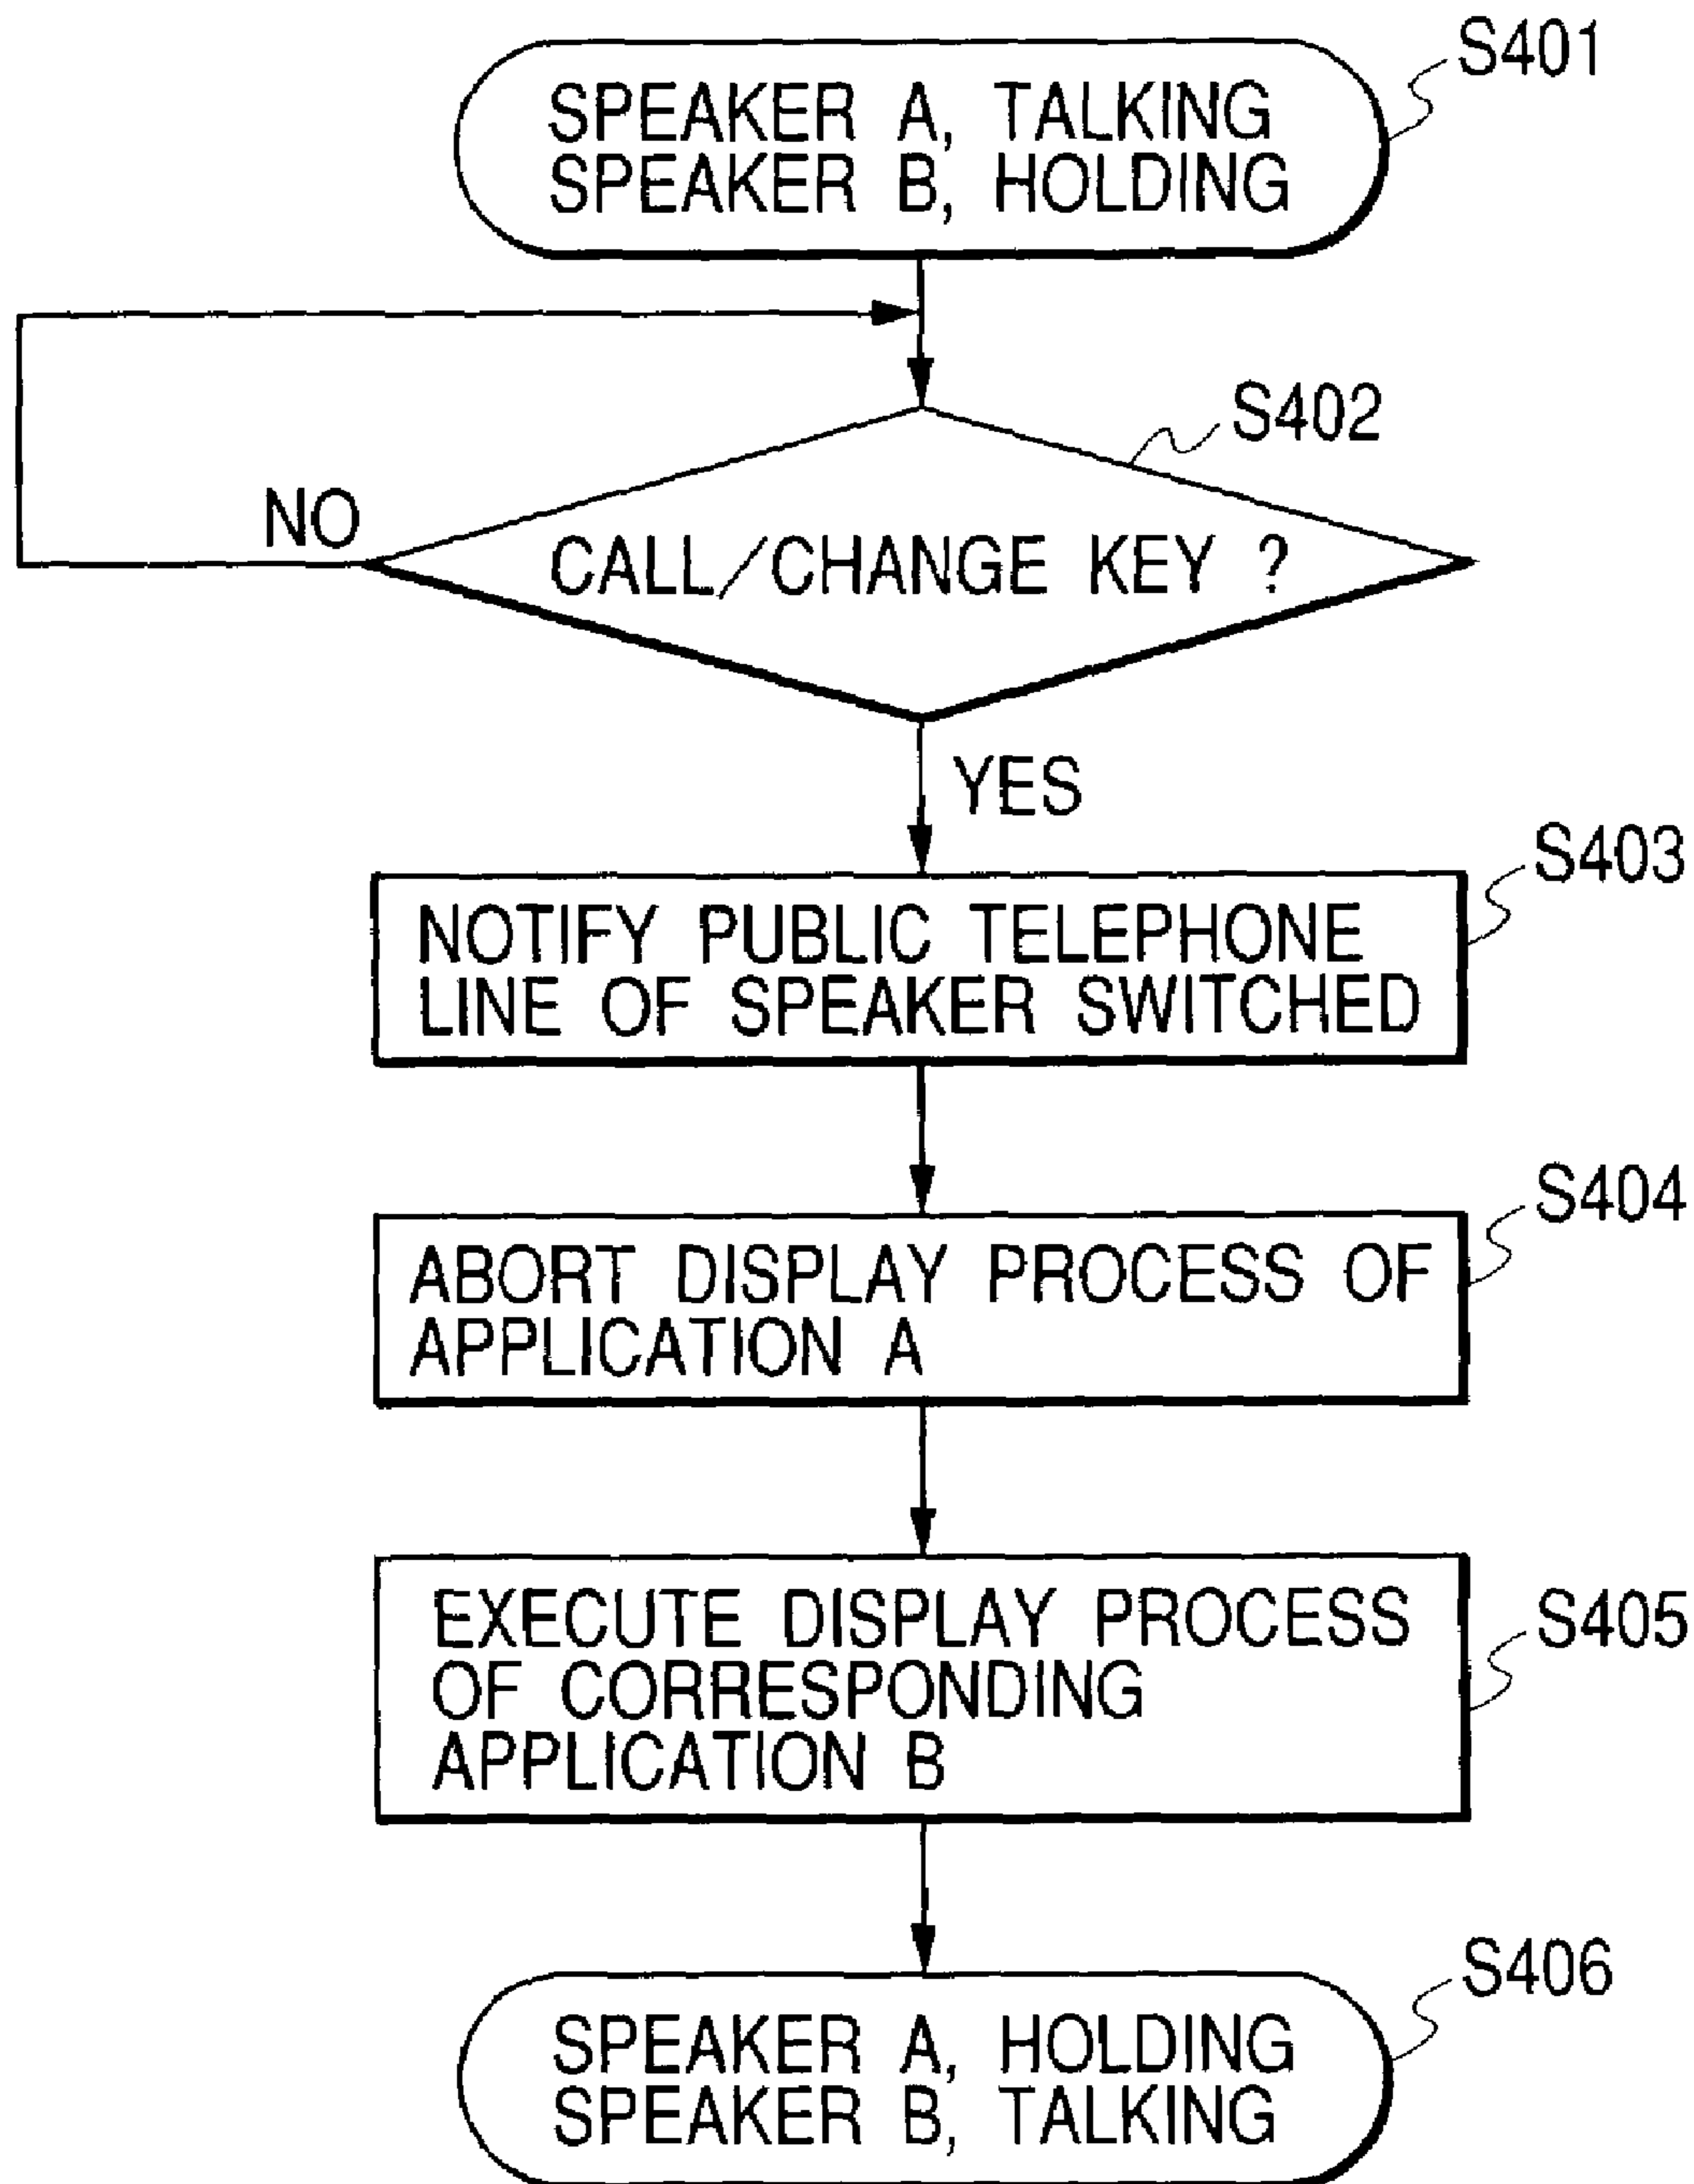 S401
SPEAKER A, TALKING
SPEAKER B, HOLDING
S402
NO
CALL/CHANGE KEY ?
YES
S403
NOTIFY PUBLIC TELEPHONE
LINE OF SPEAKER SWITCHED
S404
ABORT DISPLAY PROCESS OF
APPLICATION A
S405
EXECUTE DISPLAY PROCESS
OF CORRESPONDING
APPLICATION B
S406
SPEAKER A, HOLDING
SPEAKER B, TALKING